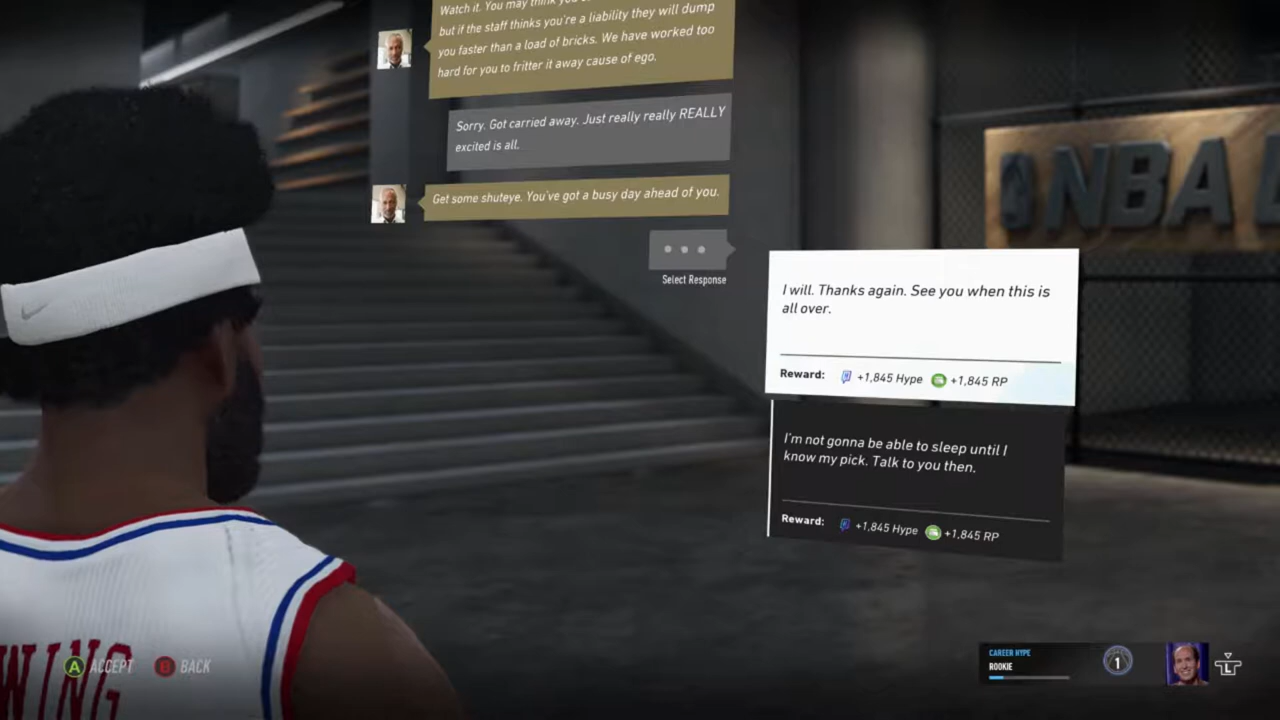 Watch it. You may think you
but if the staff thinks you're a liability they will dump
you faster than a load of bricks. We have worked too
hard for you to fritter it away cause of ego.
Sorry. Got carried away. Just really really REALLY
excited is all.
Get some shuteye. You've got a busy day ahead of you.
Select Response
I will. Thanks again. See you when this is
all over.
Reward: +1,845 Hype +1,845 RP
I'm not gonna be able to sleep until I
know my pick. Talk to you then.
Reward: +1,845 Hype +1,845 RP
NBA L
WING
A ACCEPT B BACK
CAREER HYPE
ROOKIE
1
L